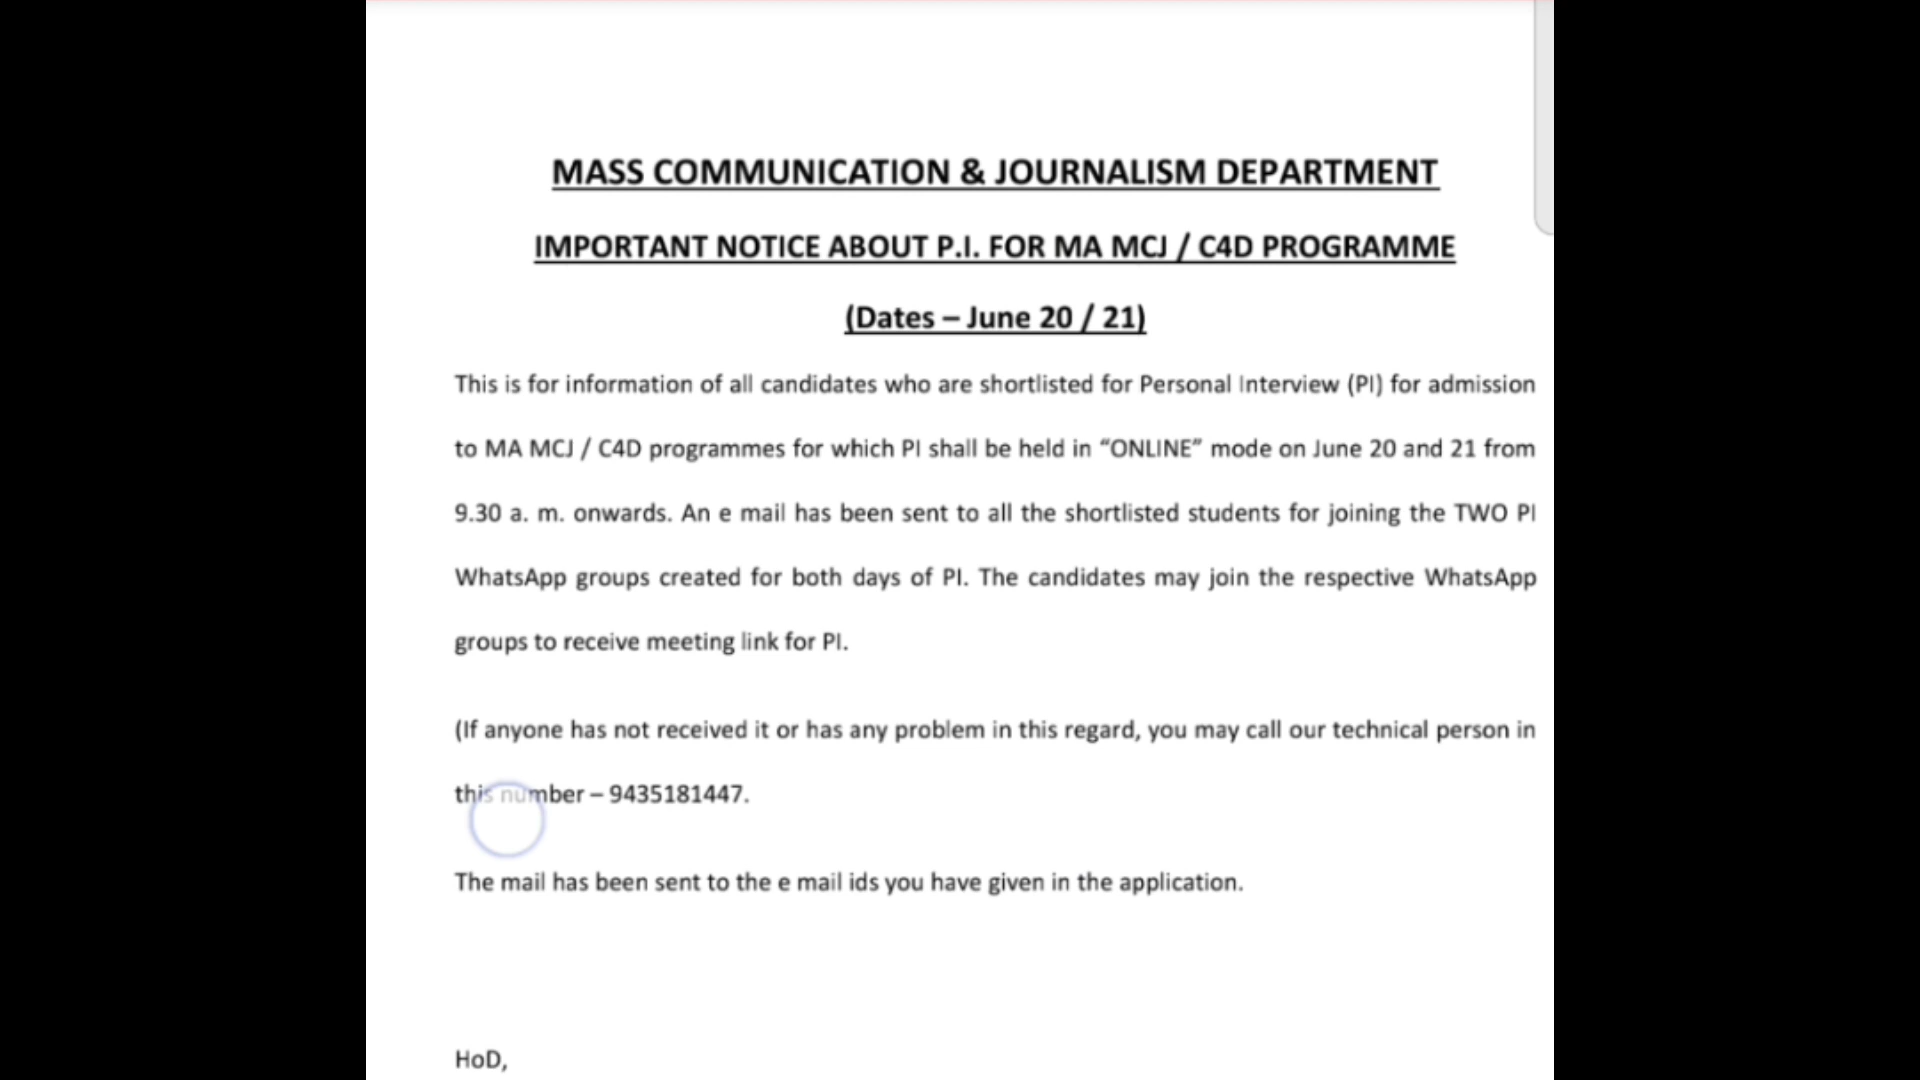 MASS COMMUNICATION & JOURNALISM DEPARTMENT
IMPORTANT NOTICE ABOUT P.I. FOR MA MCJ / C4D PROGRAMME
(Dates – June 20 / 21)
This is for information of all candidates who are shortlisted for Personal Interview (PI) for admission
to MA MCJ / C4D programmes for which PI shall be held in “ONLINE” mode on June 20 and 21 from
9.30 a. m. onwards. An e mail has been sent to all the shortlisted students for joining the TWO PI
WhatsApp groups created for both days of PI. The candidates may join the respective WhatsApp
groups to receive meeting link for PI.
(If anyone has not received it or has any problem in this regard, you may call our technical person in
this number – 9435181447.
The mail has been sent to the e mail ids you have given in the application.
HoD,